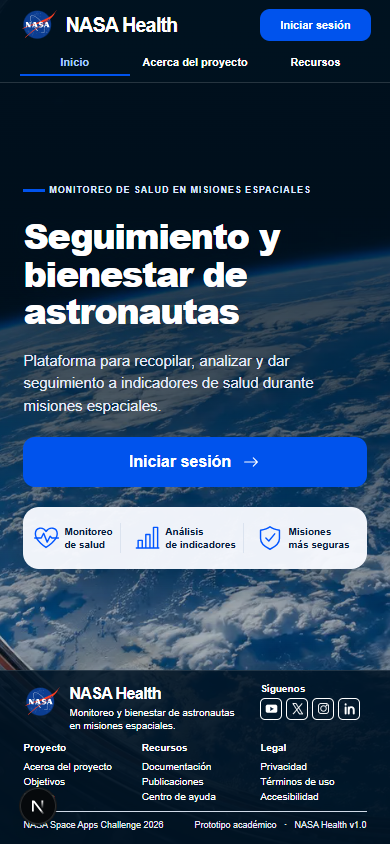 NASA
NASA Health
Iniciar sesión
Inicio
Acerca del proyecto
Recursos
MONITOREO DE SALUD EN MISIONES ESPACIALES
Seguimiento y
bienestar de
astronautas
Plataforma para recopilar, analizar y dar
seguimiento a indicadores de salud durante
misiones espaciales.
Iniciar sesión →
Monitoreo
de salud
Análisis
de indicadores
Misiones
más seguras
NASA
NASA Health
Monitoreo y bienestar de astronautas
en misiones espaciales.
Síguenos
Proyecto
Acerca del proyecto
Objetivos
Recursos
Documentación
Publicaciones
Centro de ayuda
Legal
Privacidad
Términos de uso
Accesibilidad
N
NASA Space Apps Challenge 2026
Prototipo académico · NASA Health v1.0